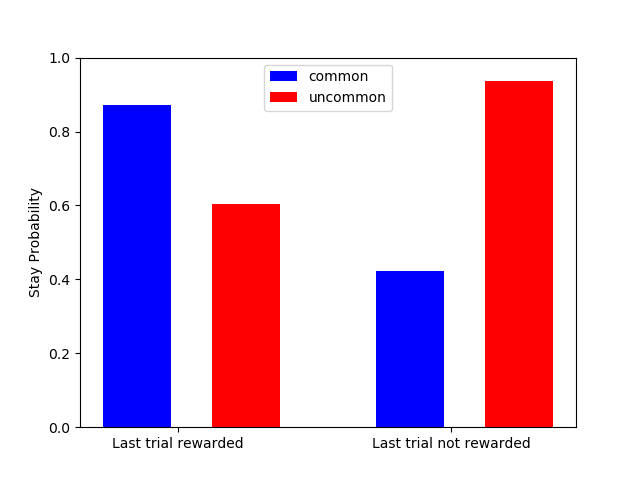 common
uncommon
Stay Probability
1.0
0.8
0.6
0.4
0.2
0.0
Last trial rewarded
Last trial not rewarded